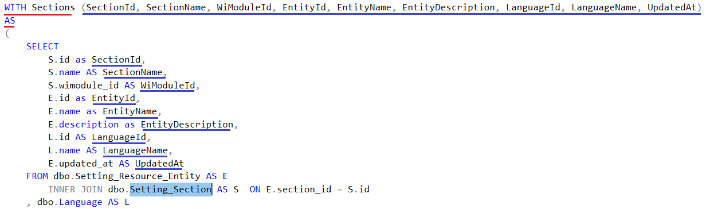 WITH Sections (SectionId, SectionName, WiModuleId, EntityId, EntityName, EntityDescription, LanguageId, LanguageName, UpdatedAt)
AS
(
SELECT
S.id as SectionId,
S.name AS SectionName,
S.wimodule_id AS WiModuleId,
E.id as EntityId,
E.name as EntityName,
E.description as EntityDescription,
L.id AS LanguageId,
L.name AS LanguageName,
E.updated_at AS UpdatedAt
FROM dbo.Setting_Resource_Entity AS E
INNER JOIN dbo.Setting_Section AS S ON E.section_id = S.id
, dbo.Language AS L